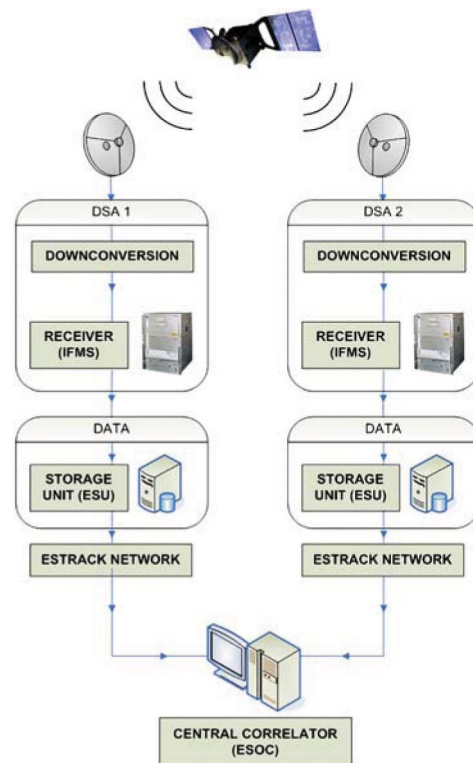 DSA 1
DOWNCONVERSION
RECEIVER
(IFMS)
DATA
STORAGE
UNIT (ESU)
ESTRACK NETWORK
DSA 2
DOWNCONVERSION
RECEIVER
(IFMS)
DATA
STORAGE
UNIT (ESU)
ESTRACK NETWORK
CENTRAL CORRELATOR
(ESOC)